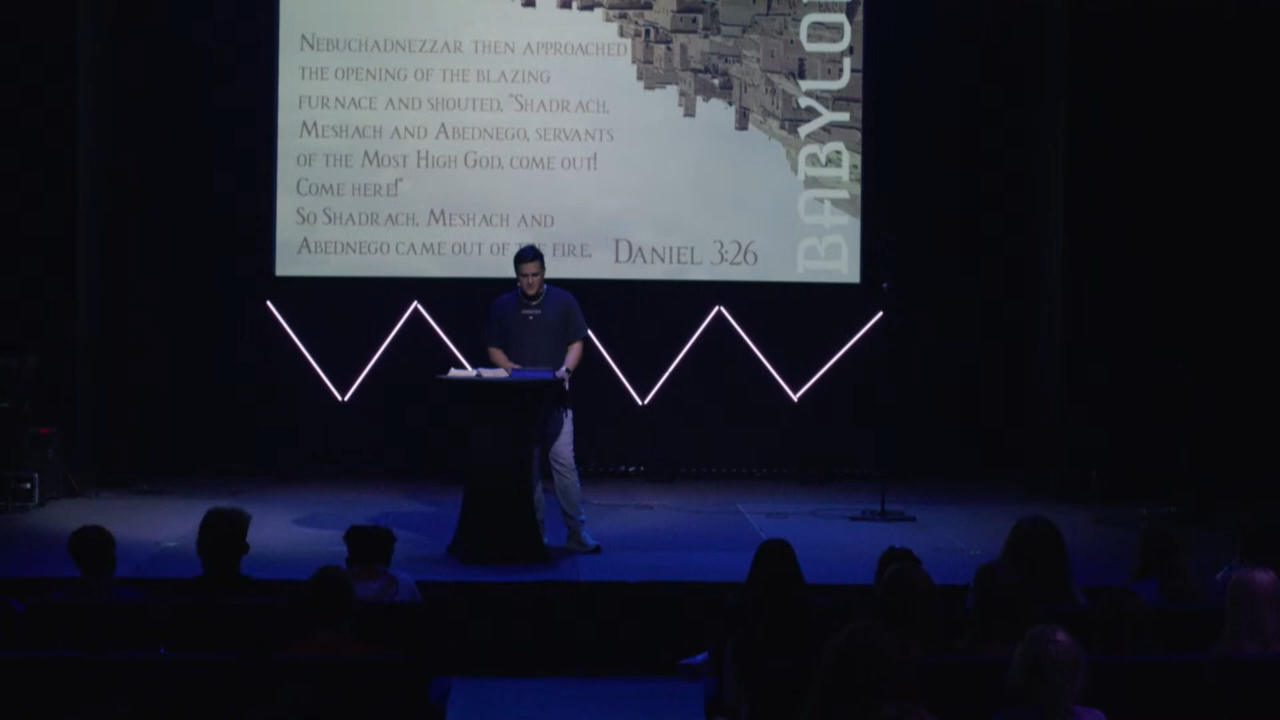 Nebuchadnezzar then approached
the opening of the blazing
furnace and shouted, "Shadrach,
Meshach and Abednego, servants
of the Most High God, come out!
Come here!"
So Shadrach, Meshach and
Abednego came out of fire.
Daniel 3:26